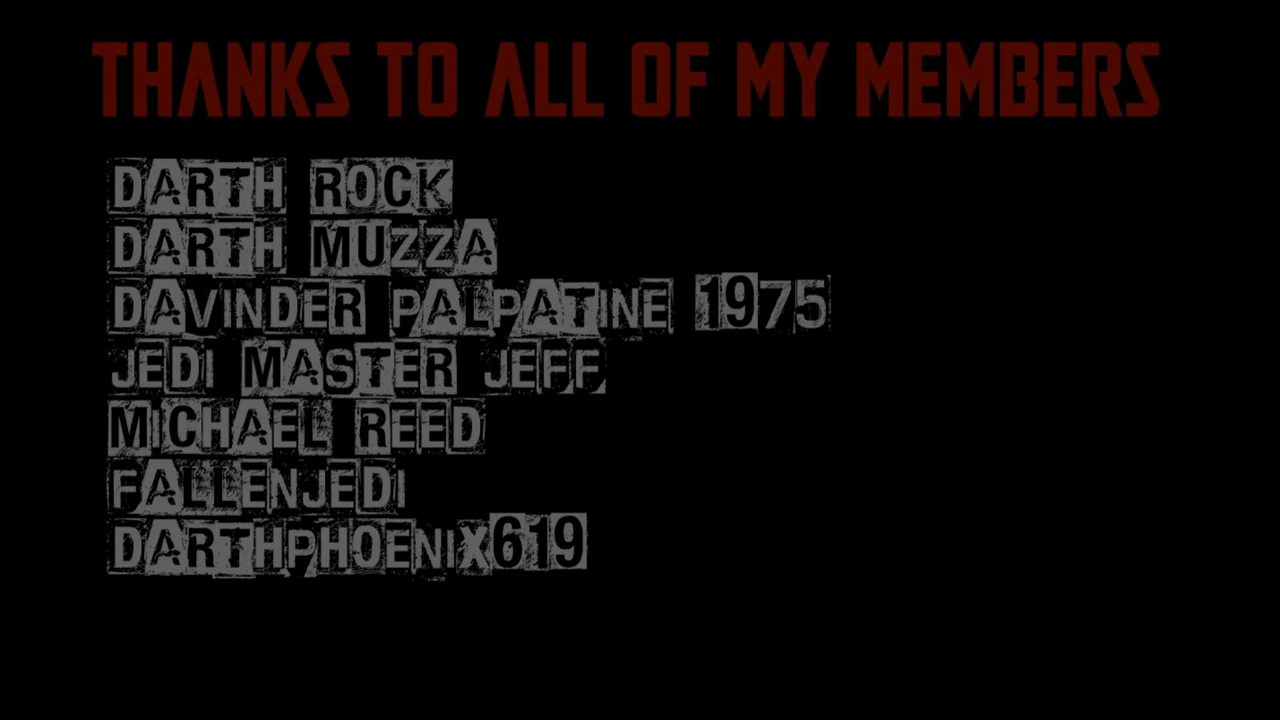 THANKS TO ALL OF MY MEMBERS
DARTH ROCK
DARTH MUZZA
DAVINDER PALPATINE 1975
JEDI MASTER JEFF
MICHAEL REED
FALLENJEDI
DARTHPHOENIX619